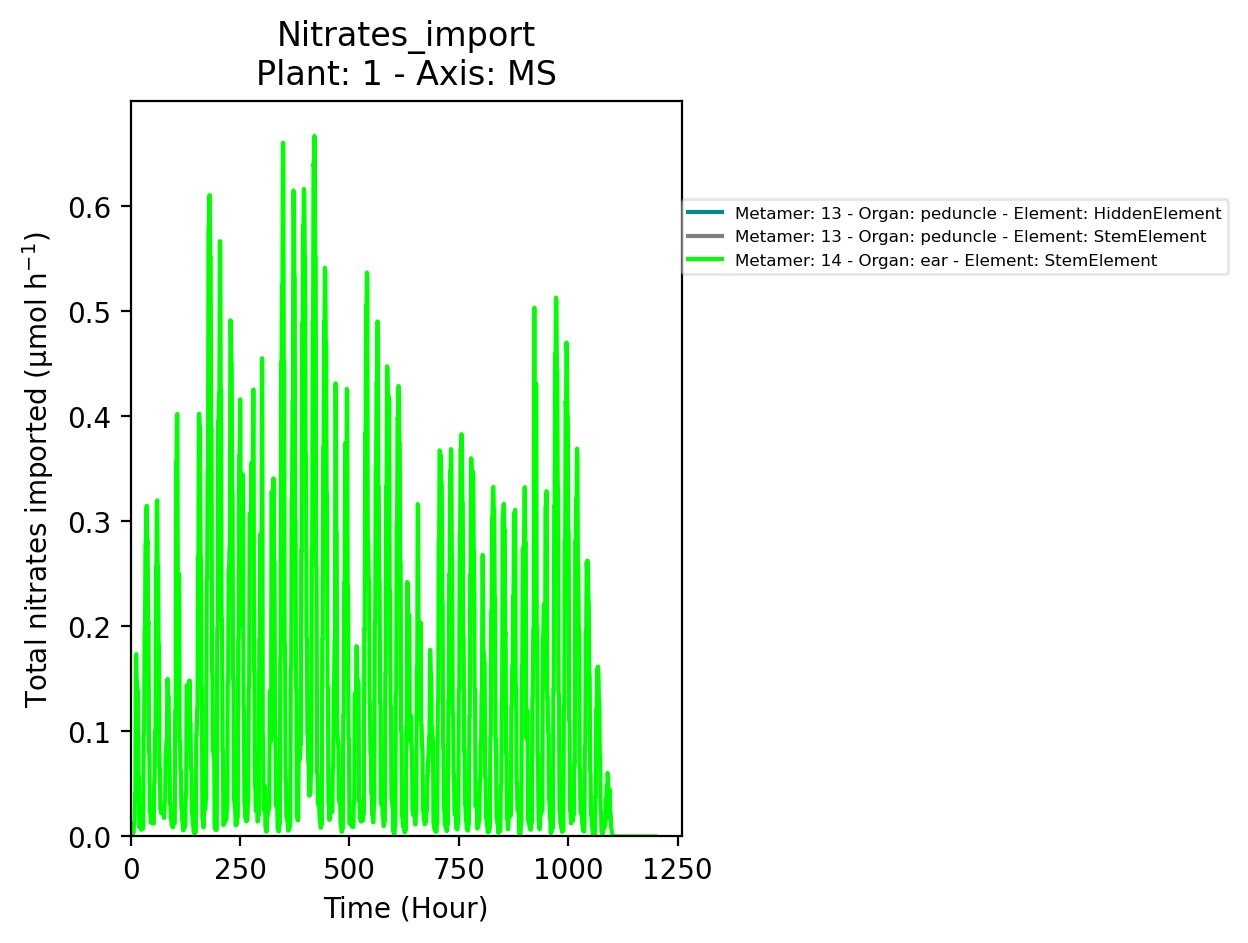 Nitrates_import
Plant: 1 - Axis: MS
Total nitrates imported (µmol h⁻¹)
0.6
0.5
0.4
0.3
0.2
0.1
0.0
0 250 500 750 1000 1250
Time (Hour)
Metamer: 13 - Organ: peduncle - Element: HiddenElement
Metamer: 13 - Organ: peduncle - Element: StemElement
Metamer: 14 - Organ: ear - Element: StemElement